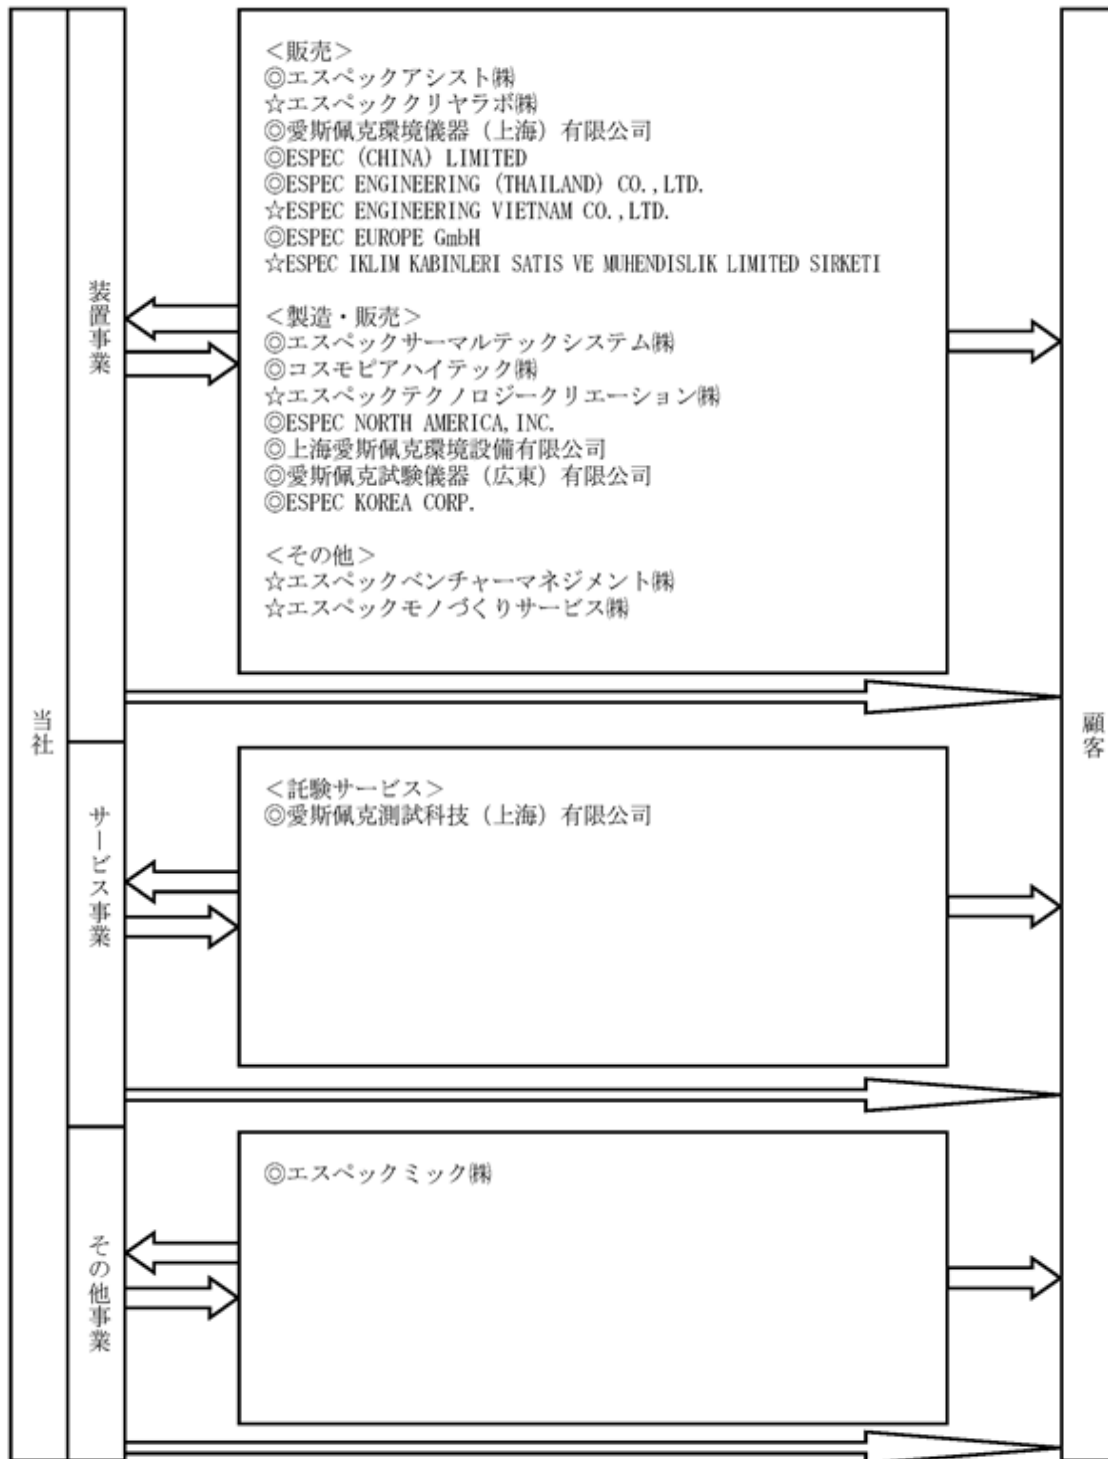 当社
装置事業
＜販売＞
◎エスペックアシスト㈱
☆エスペッククリヤラボ㈱
◎愛斯佩克環境儀器（上海）有限公司
◎ESPEC (CHINA) LIMITED
◎ESPEC ENGINEERING (THAILAND) CO.,LTD.
☆ESPEC ENGINEERING VIETNAM CO.,LTD.
◎ESPEC EUROPE GmbH
☆ESPEC IKLIM KABINLERI SATIS VE MUHENDISLIK LIMITED SIRKETI
＜製造・販売＞
◎エスペックサーマルテックシステム㈱
◎コスモピアハイテック㈱
☆エスペックテクノロジークリエーション㈱
◎ESPEC NORTH AMERICA,INC.
◎上海愛斯佩克環境設備有限公司
◎愛斯佩克試験儀器（広東）有限公司
◎ESPEC KOREA CORP.
＜その他＞
☆エスペックベンチャーマネジメント㈱
☆エスペックモノづくりサービス㈱
サービス事業
＜託験サービス＞
◎愛斯佩克測試科技（上海）有限公司
その他事業
◎エスペックミック㈱
顧客